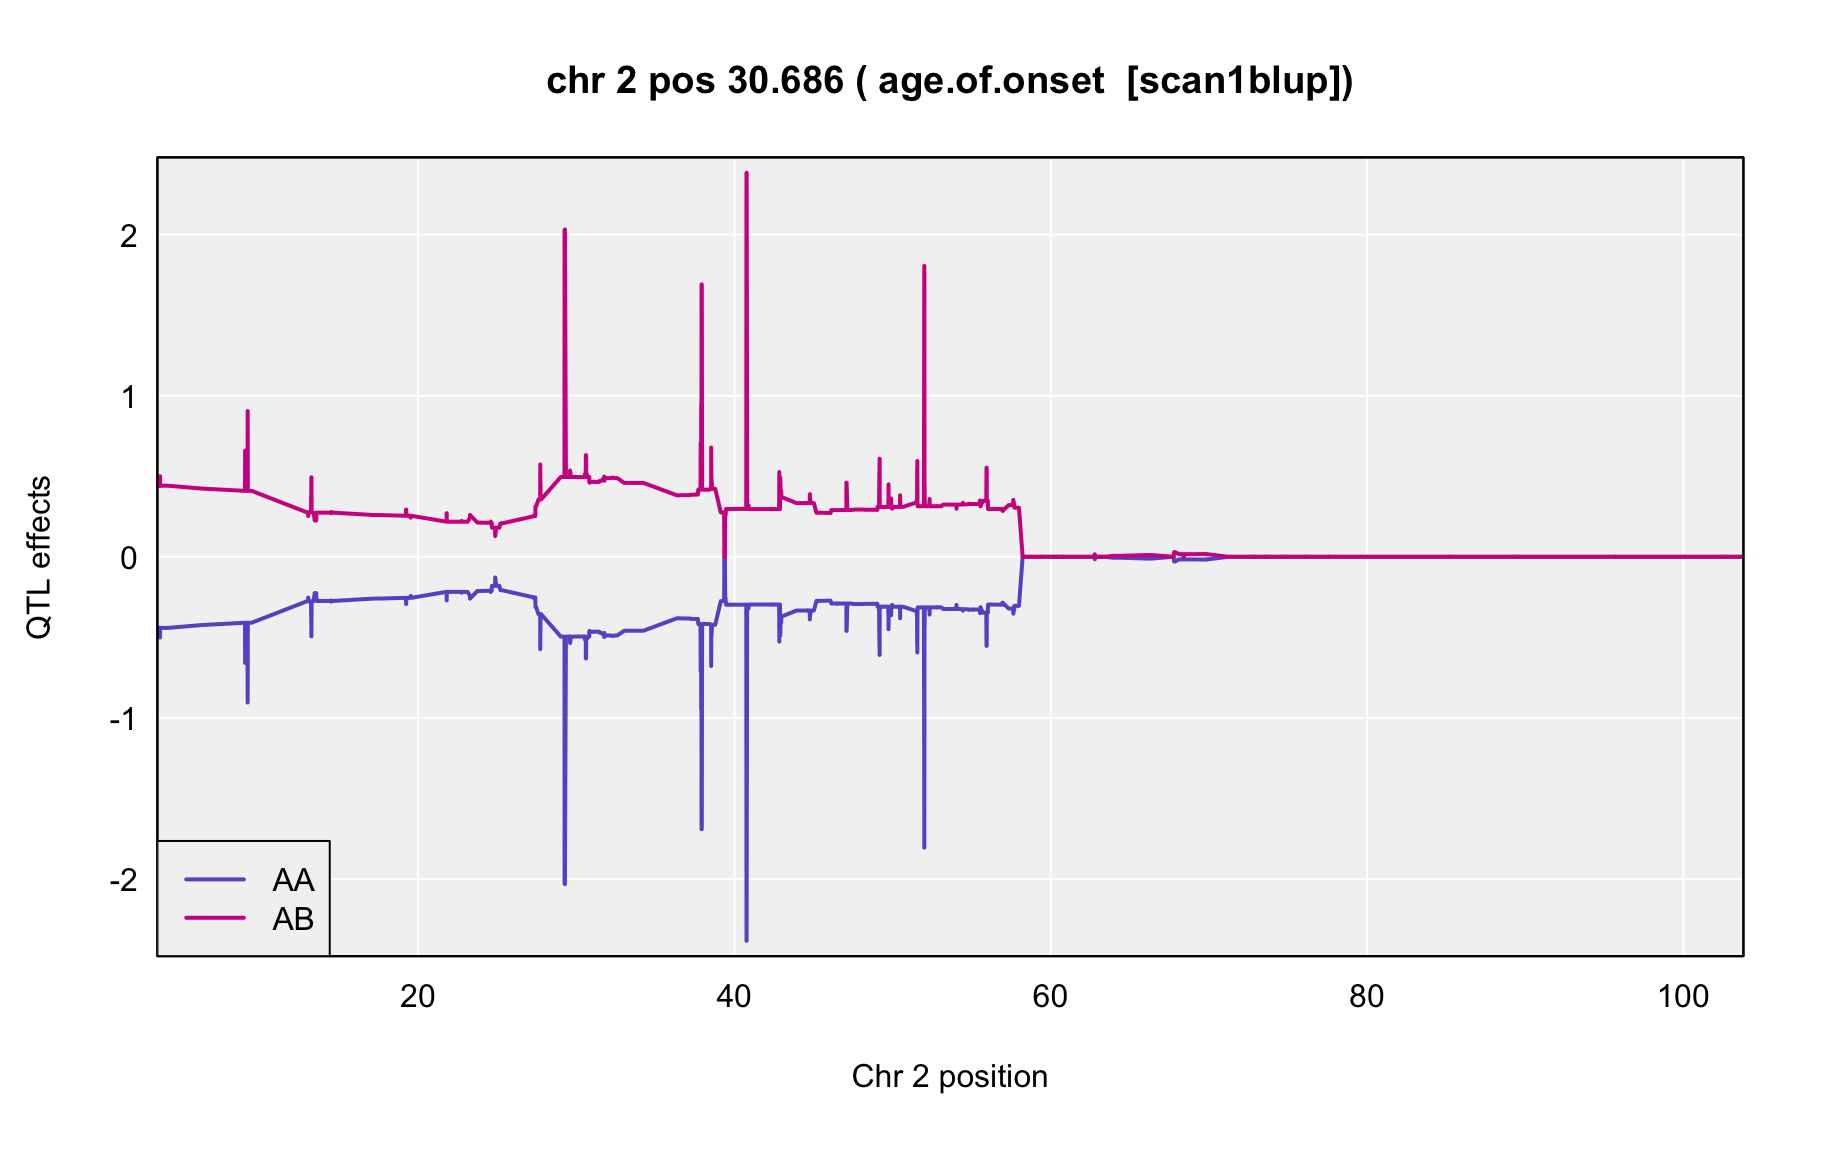 chr 2 pos 30.686 ( age.of.onset  [scan1blup])
QTL effects
2
1
0
-1
-2
AA
AB
20 40 60 80 100
Chr 2 position